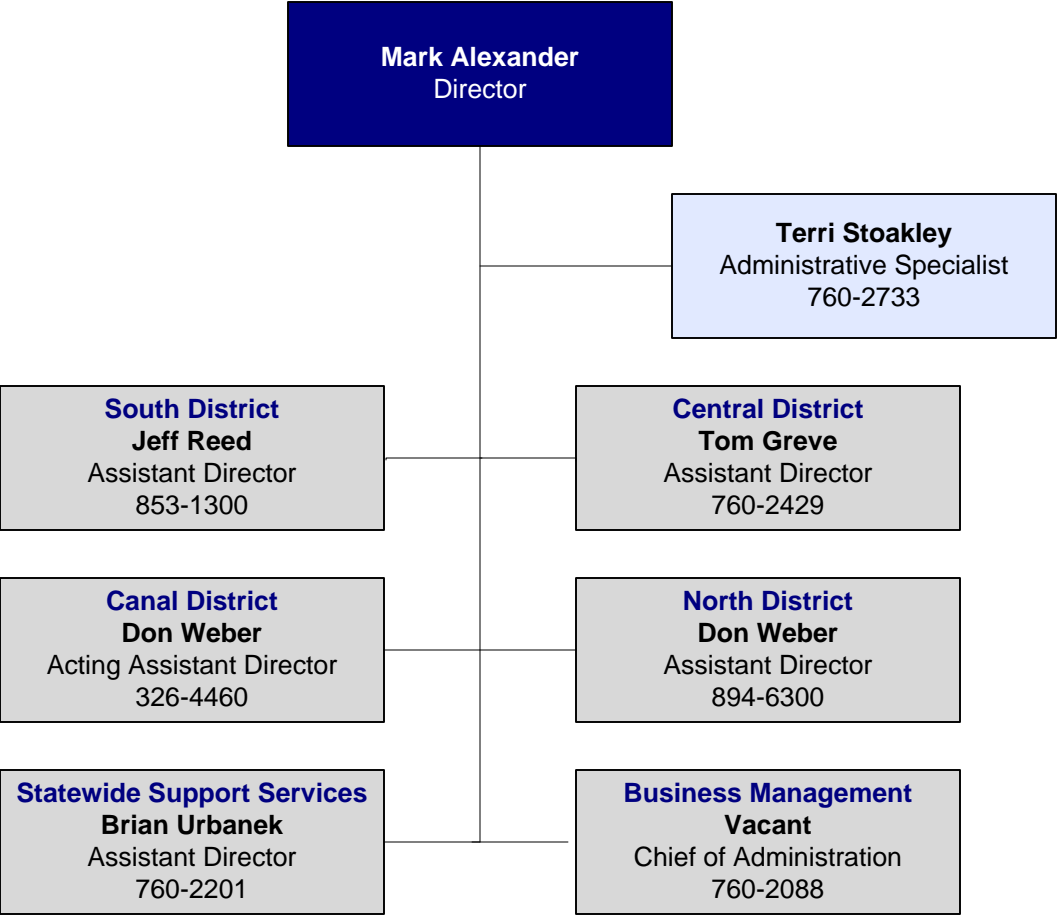 Mark Alexander
Director
Terri Stoakley
Administrative Specialist
760-2733
South District
Jeff Reed
Assistant Director
853-1300
Central District
Tom Greve
Assistant Director
760-2429
Canal District
Don Weber
Acting Assistant Director
326-4460
North District
Don Weber
Assistant Director
894-6300
Statewide Support Services
Brian Urbanek
Assistant Director
760-2201
Business Management
Vacant
Chief of Administration
760-2088